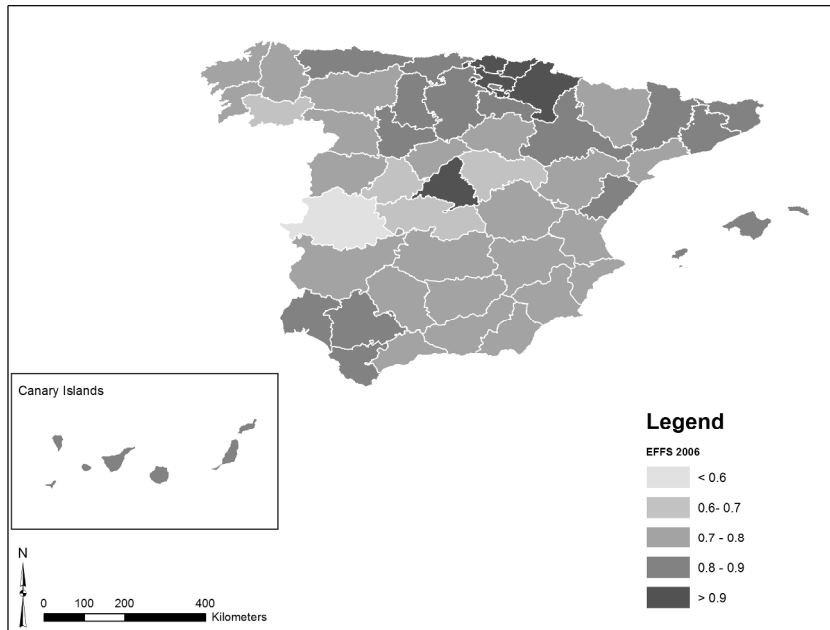 Canary Islands
Legend
EFFS 2006
< 0.6
0.6- 0.7
0.7 - 0.8
0.8 - 0.9
> 0.9
N
0 100 200 400
Kilometers